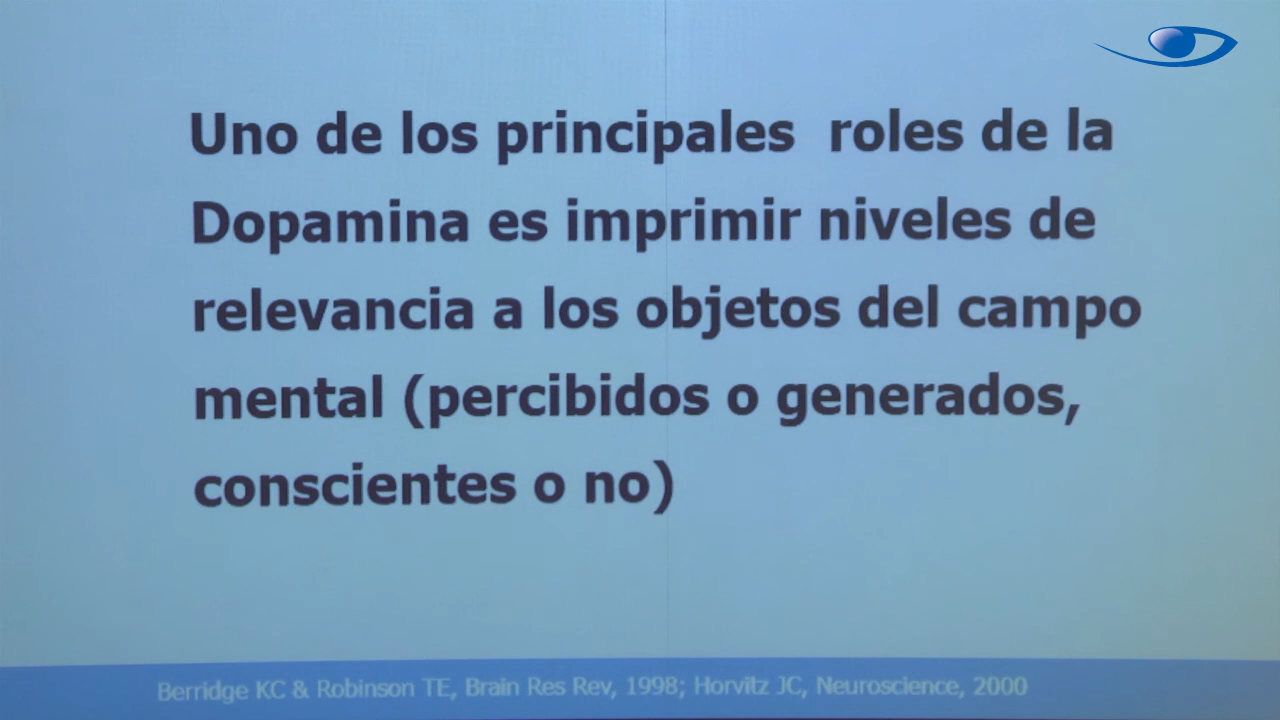 Uno de los principales roles de la
Dopamina es imprimir niveles de
relevancia a los objetos del campo
mental (percibidos o generados,
conscientes o no)
Berridge KC & Robinson TE, Brain Res Rev, 1998; Horvitz JC, Neuroscience, 2000